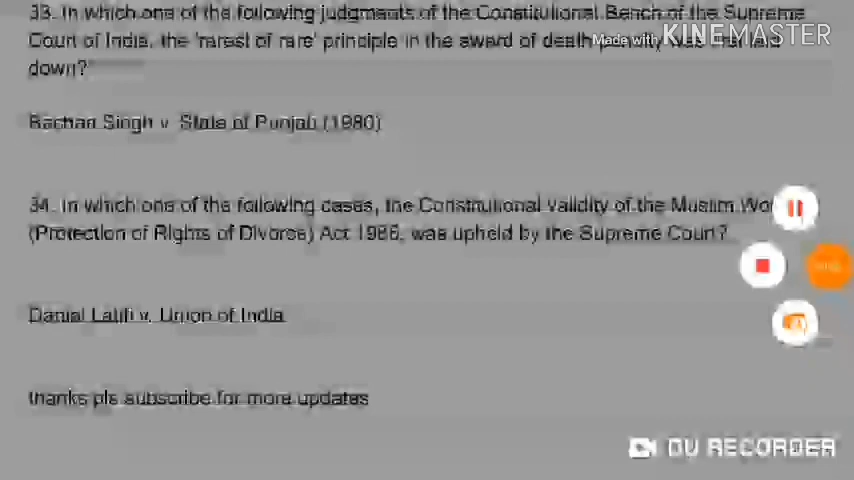 33. In which one of the following judgments of the Constitutional Bench of the Supreme
Made with KINEMASTER
Court of India, the 'rarest of rare' principle in the award of death penalty was first laid
down?
Bachan Singh v. State of Punjab (1980)
34. In which one of the following cases, the Constitutional validity of the Muslim
(Protection of Rights of Divorce) Act 1986, was upheld by the Supreme Court?
Danial Latifi v. Union of India
thanks pls subscribe for more updates
DU RECORDER